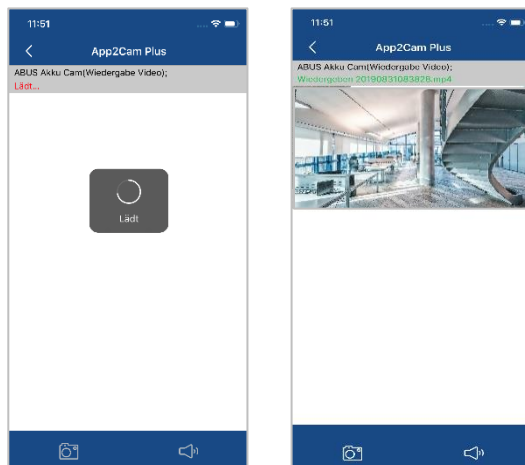 11:51
App2Cam Plus
ABUS Akku Cam(Wiedergabe Video);
Lädt...
Lädt
11:51
App2Cam Plus
ABUS Akku Cam(Wiedergabe Video);
Wiedergeben 20190831083826.mp4